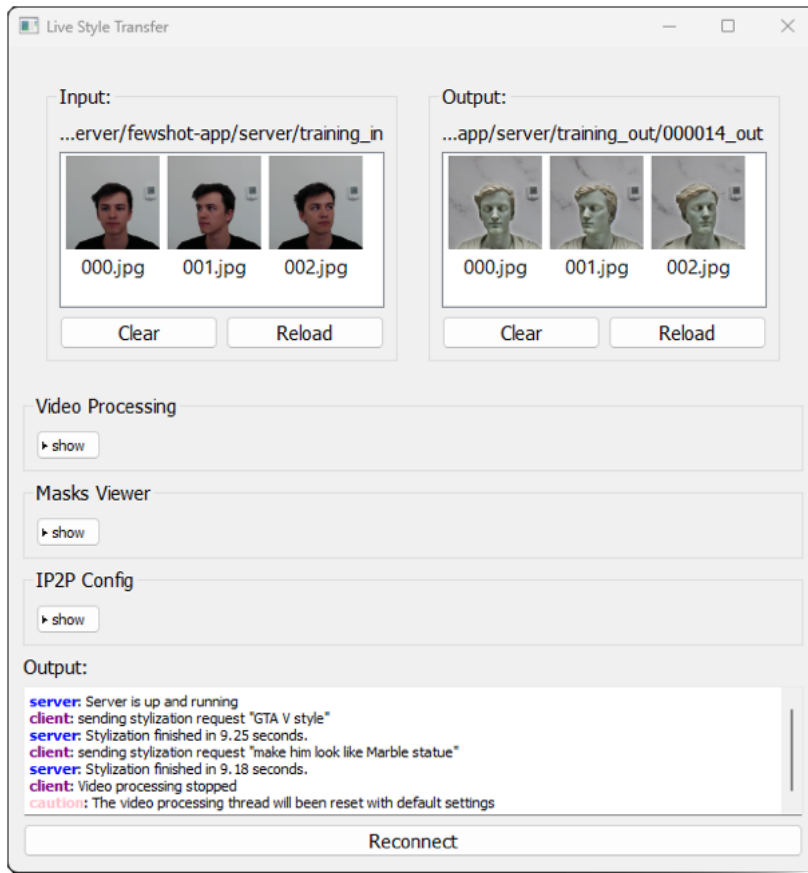 Live Style Transfer
Input:
...erver/fewshot-app/server/training_in
000.jpg 001.jpg 002.jpg
Clear Reload
Output:
...app/server/training_out/000014_out
000.jpg 001.jpg 002.jpg
Clear Reload
Video Processing
show
Masks Viewer
show
IP2P Config
show
Output:
server: Server is up and running
client: sending stylization request "GTA V style"
server: Stylization finished in 9.25 seconds.
client: sending stylization request "make him look like Marble statue"
server: Stylization finished in 9.18 seconds.
client: Video processing stopped
caution: The video processing thread will been reset with default settings
Reconnect